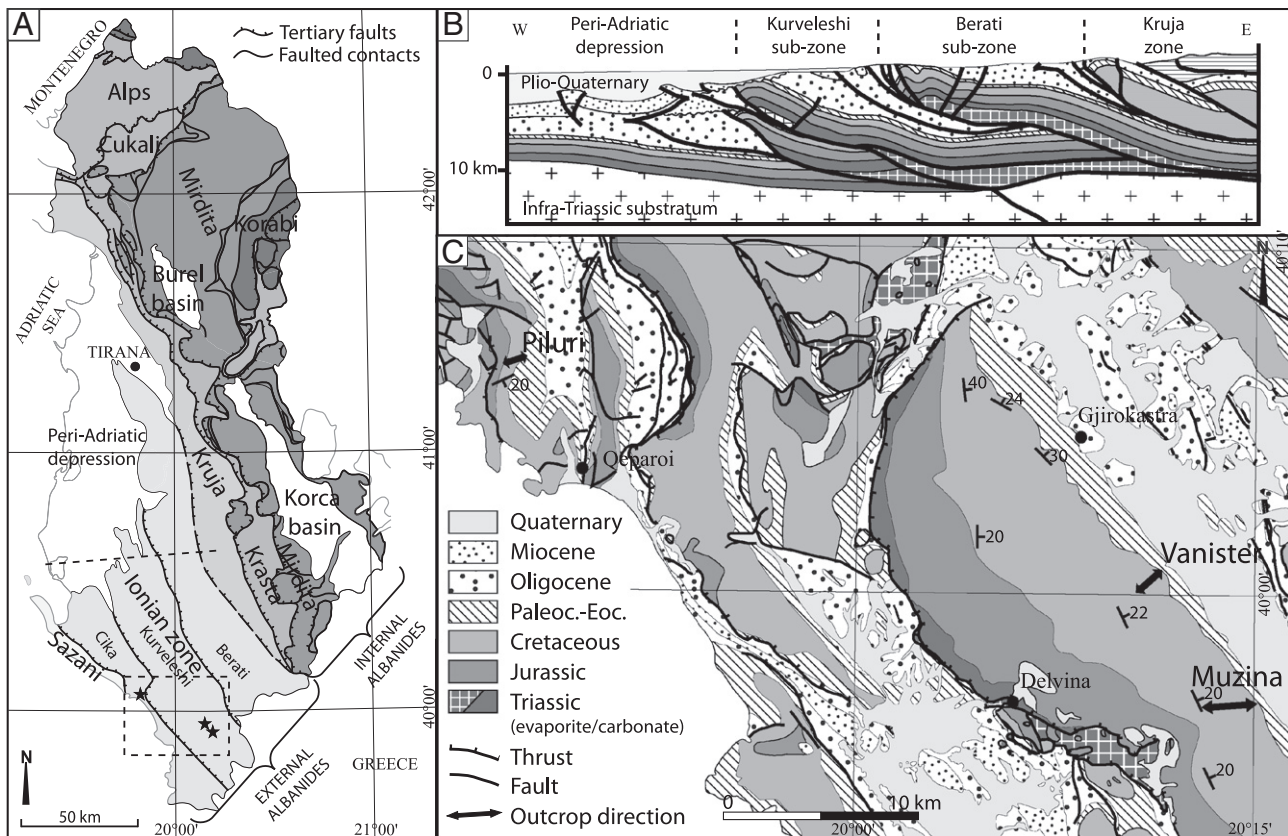 A
Tertiary faults
Faulted contacts
MONTENEGRO
Alps
Cukali
Mirdita
Korabi
42°00'
Burel
basin
ADRIATIC
SEA
TIRANA
Peri-Adriatic
depression
41°00'
Kruja
Korca
basin
Krasta
Mirdita
Ionian zone
Sazani
Cika
Kurveleshi
Berati
INTERNAL
ALBANIDES
40°00'
EXTERNAL
ALBANIDES
GREECE
N
50 km
20°00'
21°00'
B
W
Peri-Adriatic
depression
Kurveleshi
sub-zone
Berati
sub-zone
Kruja
zone
E
0
Plio-Quaternary
10 km
Infra-Triassic substratum
C
40°10'
N
Piluri
20
40
24
Gjirokastra
30
Qeparoi
20
Vanister
40°00'
22
Delvina
Muzina
20
20
Quaternary
Miocene
Oligocene
Paleoc.-Eoc.
Cretaceous
Jurassic
Triassic
(evaporite/carbonate)
Thrust
Fault
Outcrop direction
0
10 km
20°00'
20°15'